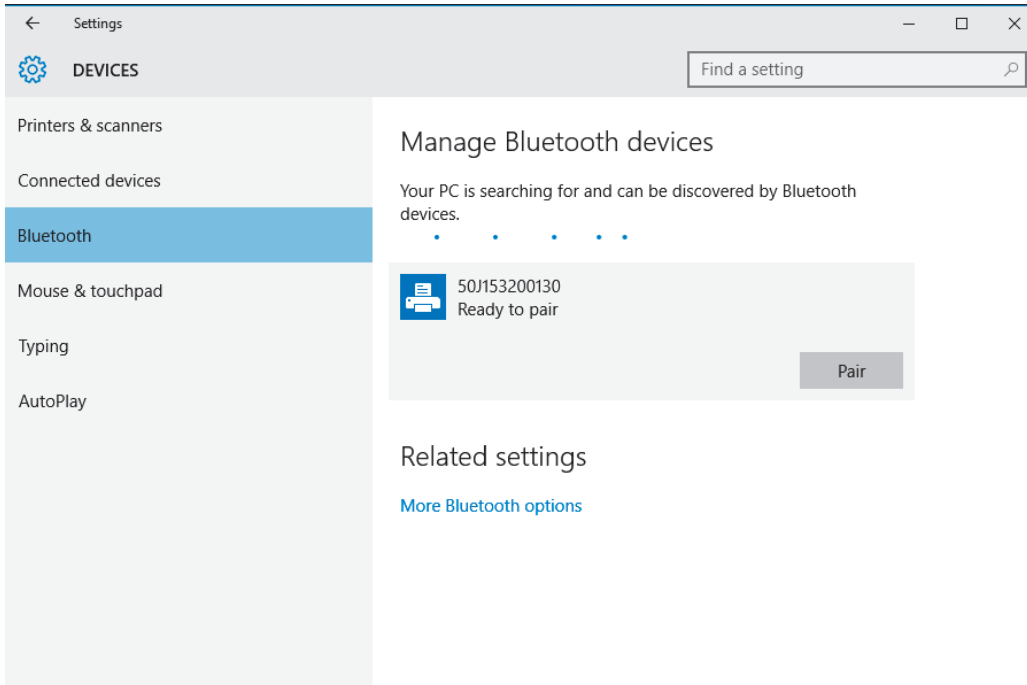 Settings
DEVICES
Find a setting
Printers & scanners
Connected devices
Bluetooth
Mouse & touchpad
Typing
AutoPlay
Manage Bluetooth devices
Your PC is searching for and can be discovered by Bluetooth
devices.
50J153200130
Ready to pair
Pair
Related settings
More Bluetooth options